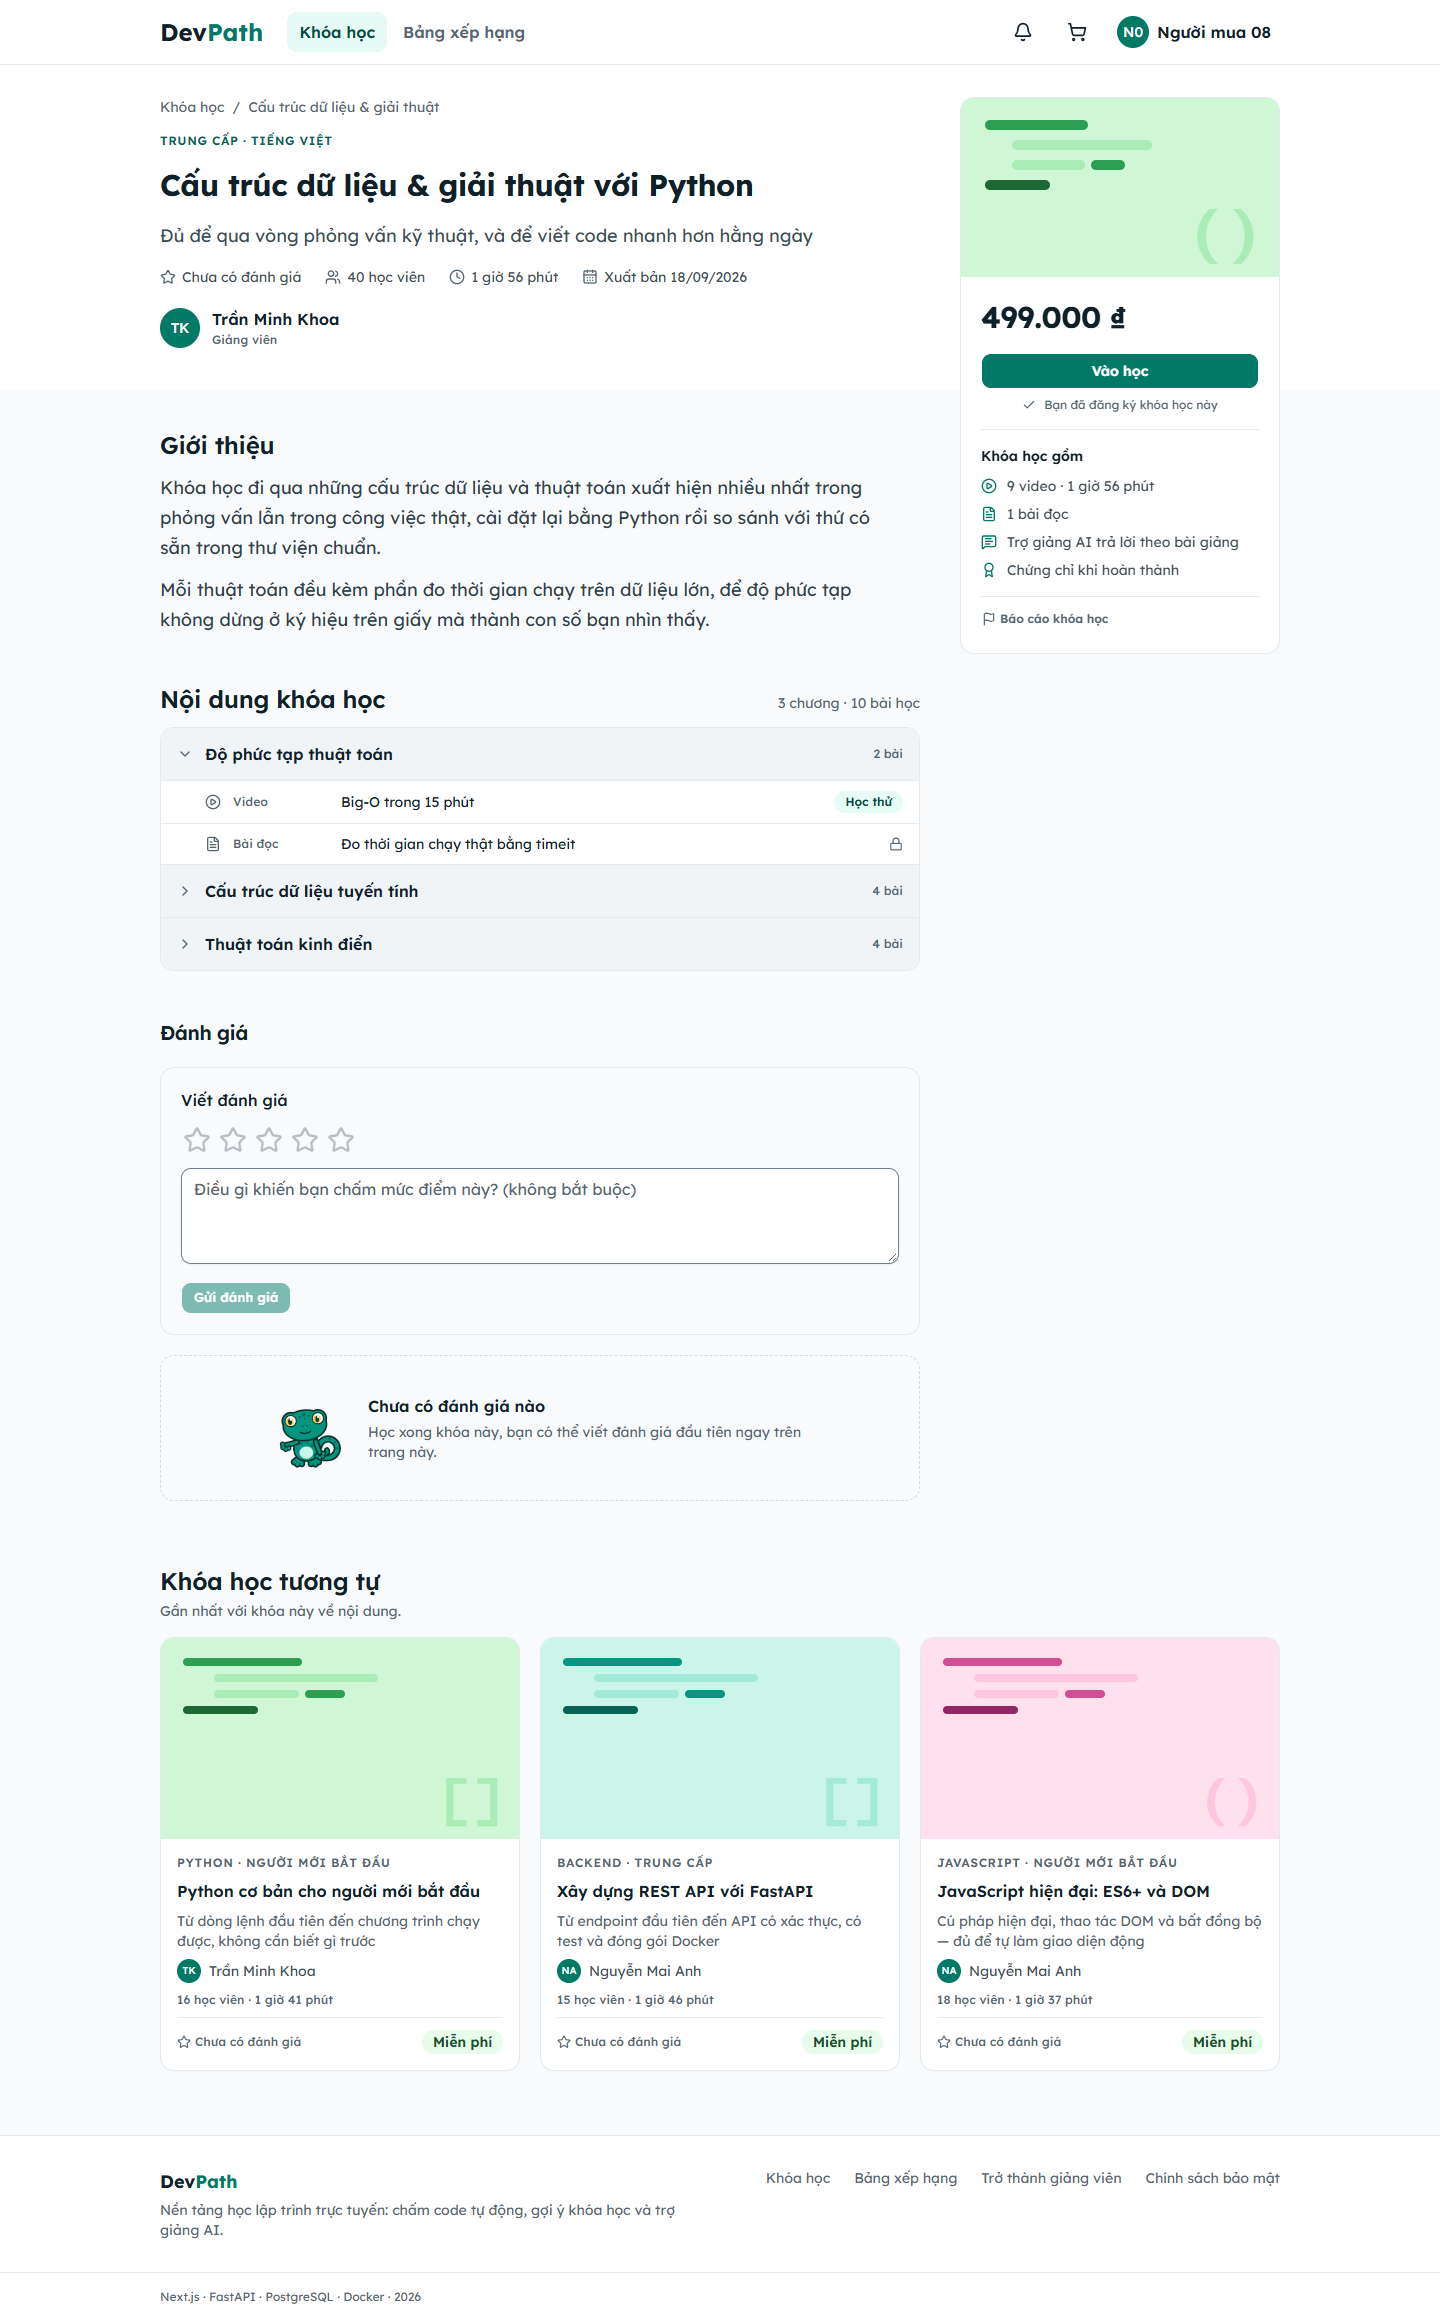 DevPath
Khóa học
Bảng xếp hạng
N0
Người mua 08
Khóa học / Cấu trúc dữ liệu & giải thuật
TRUNG CẤP · TIẾNG VIỆT
Cấu trúc dữ liệu & giải thuật với Python
Đủ để qua vòng phỏng vấn kỹ thuật, và để viết code nhanh hơn hằng ngày
Chưa có đánh giá
40 học viên
1 giờ 56 phút
Xuất bản 18/09/2026
TK
Trần Minh Khoa
Giảng viên
( )
499.000 ₫
Vào học
Bạn đã đăng ký khóa học này
Khóa học gồm
9 video · 1 giờ 56 phút
1 bài đọc
Trợ giảng AI trả lời theo bài giảng
Chứng chỉ khi hoàn thành
Báo cáo khóa học
Giới thiệu
Khóa học đi qua những cấu trúc dữ liệu và thuật toán xuất hiện nhiều nhất trong
phỏng vấn lẫn trong công việc thật, cài đặt lại bằng Python rồi so sánh với thứ có
sẵn trong thư viện chuẩn.
Mỗi thuật toán đều kèm phần đo thời gian chạy trên dữ liệu lớn, để độ phức tạp
không dừng ở ký hiệu trên giấy mà thành con số bạn nhìn thấy.
Nội dung khóa học
3 chương · 10 bài học
Độ phức tạp thuật toán
2 bài
Video
Big-O trong 15 phút
Học thử
Bài đọc
Đo thời gian chạy thật bằng timeit
Cấu trúc dữ liệu tuyến tính
4 bài
Thuật toán kinh điển
4 bài
Đánh giá
Viết đánh giá
Điều gì khiến bạn chấm mức điểm này? (không bắt buộc)
Gửi đánh giá
Chưa có đánh giá nào
Học xong khóa này, bạn có thể viết đánh giá đầu tiên ngay trên
trang này.
Khóa học tương tự
Gần nhất với khóa này về nội dung.
[ ]
PYTHON · NGƯỜI MỚI BẮT ĐẦU
Python cơ bản cho người mới bắt đầu
Từ dòng lệnh đầu tiên đến chương trình chạy
được, không cần biết gì trước
TK
Trần Minh Khoa
16 học viên · 1 giờ 41 phút
Chưa có đánh giá
Miễn phí
[ ]
BACKEND · TRUNG CẤP
Xây dựng REST API với FastAPI
Từ endpoint đầu tiên đến API có xác thực, có
test và đóng gói Docker
NA
Nguyễn Mai Anh
15 học viên · 1 giờ 46 phút
Chưa có đánh giá
Miễn phí
( )
JAVASCRIPT · NGƯỜI MỚI BẮT ĐẦU
JavaScript hiện đại: ES6+ và DOM
Cú pháp hiện đại, thao tác DOM và bất đồng bộ
— đủ để tự làm giao diện động
NA
Nguyễn Mai Anh
18 học viên · 1 giờ 37 phút
Chưa có đánh giá
Miễn phí
DevPath
Nền tảng học lập trình trực tuyến: chấm code tự động, gợi ý khóa học và trợ
giảng AI.
Khóa học
Bảng xếp hạng
Trở thành giảng viên
Chính sách bảo mật
Next.js · FastAPI · PostgreSQL · Docker · 2026